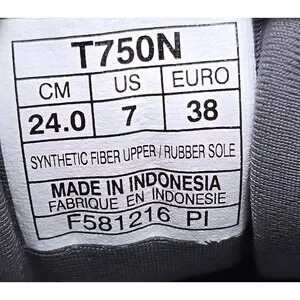 T750N
CM US EURO
24.0 7 38
SYNTHETIC FIBER UPPER / RUBBER SOLE
MADE IN INDONESIA
FABRIQUE EN INDONESIE
F581216 PI